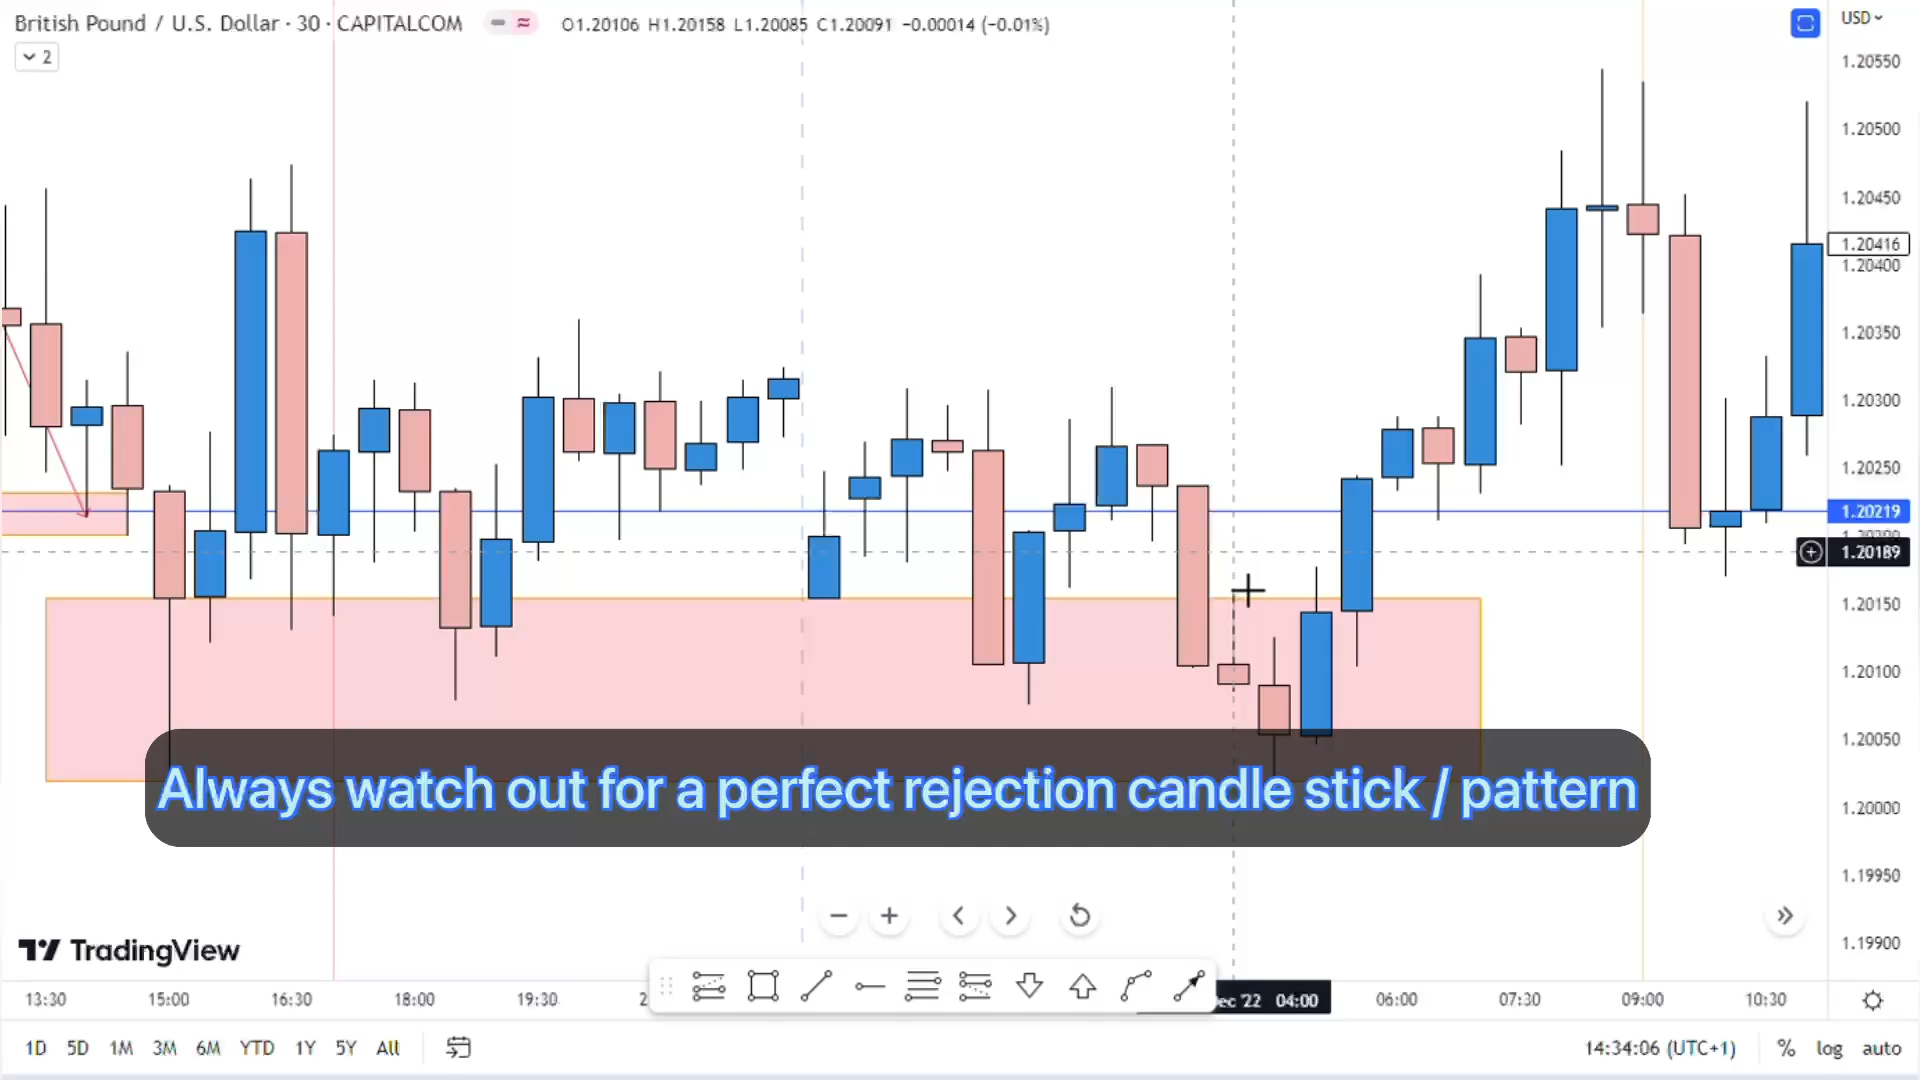 British Pound / U.S. Dollar · 30 · CAPITALCOM O1.20106 H1.20158 L1.20085 C1.20091 −0.00014 (−0.01%)
USD
2
1.20550
1.20500
1.20450
1.20416
1.20400
1.20350
1.20300
1.20250
1.20219
1.20189
1.20150
1.20100
1.20050
1.20000
1.19950
1.19900
Always watch out for a perfect rejection candle stick / pattern
TradingView
13:30 15:00 16:30 18:00 19:30 '22 04:00 06:00 07:30 09:00 10:30
1D 5D 1M 3M 6M YTD 1Y 5Y All 14:34:06 (UTC+1) % log auto